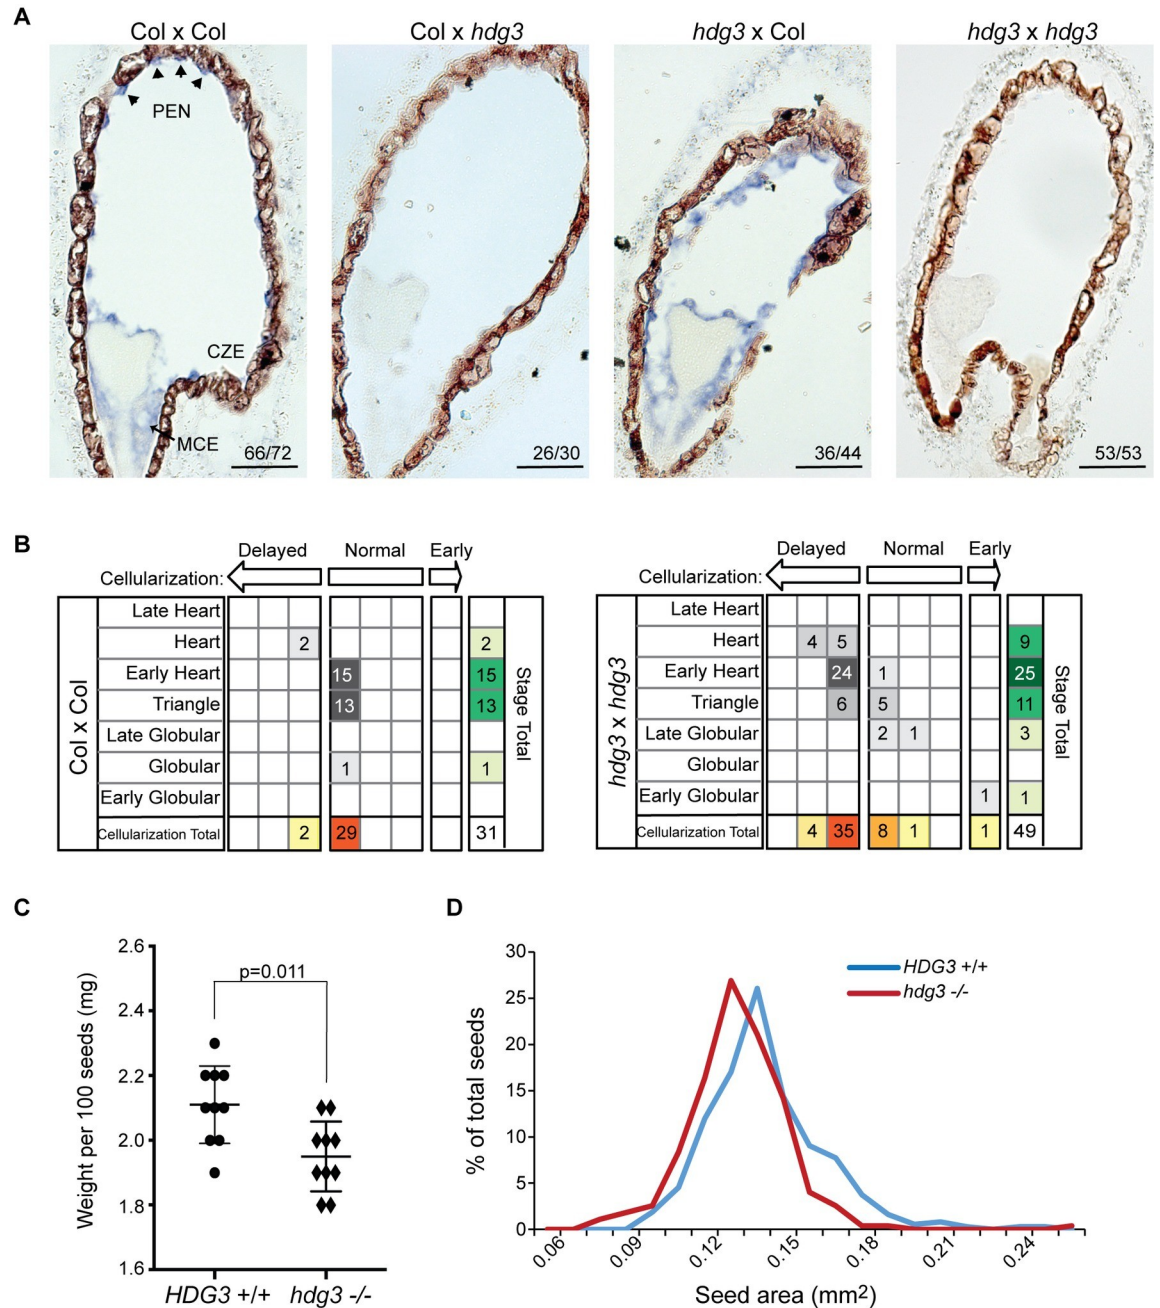 A
Col x Col
Col x hdg3
hdg3 x Col
hdg3 x hdg3
PEN
CZE
MCE
66/72
26/30
36/44
53/53
B
Delayed Normal Early
Cellularization:
Col x Col
Late Heart
Heart 2 2
Early Heart 15 15
Triangle 13 13
Late Globular
Globular 1 1
Early Globular
Cellularization Total 2 29 31
Stage Total
Delayed Normal Early
Cellularization:
hdg3 x hdg3
Late Heart
Heart 4 5 9
Early Heart 24 1 25
Triangle 6 5 11
Late Globular 2 1 3
Globular
Early Globular 1 1
Cellularization Total 4 35 8 1 1 49
Stage Total
C
Weight per 100 seeds (mg)
2.6
2.4
2.2
2.0
1.8
1.6
p=0.011
HDG3 +/+ hdg3 -/-
D
% of total seeds
30
25
20
15
10
5
0
HDG3 +/+
hdg3 -/-
0.06 0.09 0.12 0.15 0.18 0.21 0.24
Seed area (mm²)